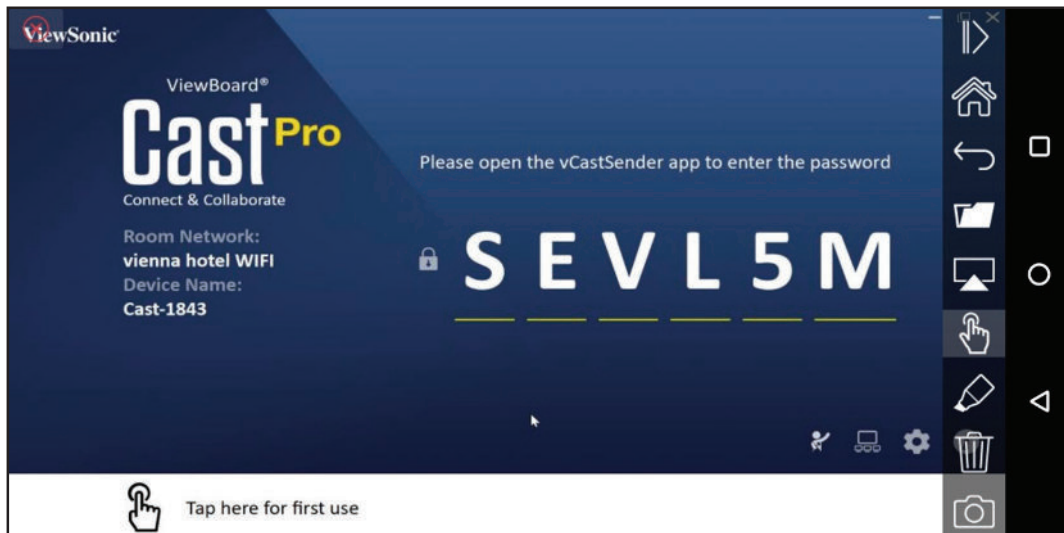 ViewSonic®
ViewBoard®
Cast Pro
Connect & Collaborate
Room Network:
vienna hotel WIFI
Device Name:
Cast-1843
Please open the vCastSender app to enter the password
SEVL5M
Tap here for first use